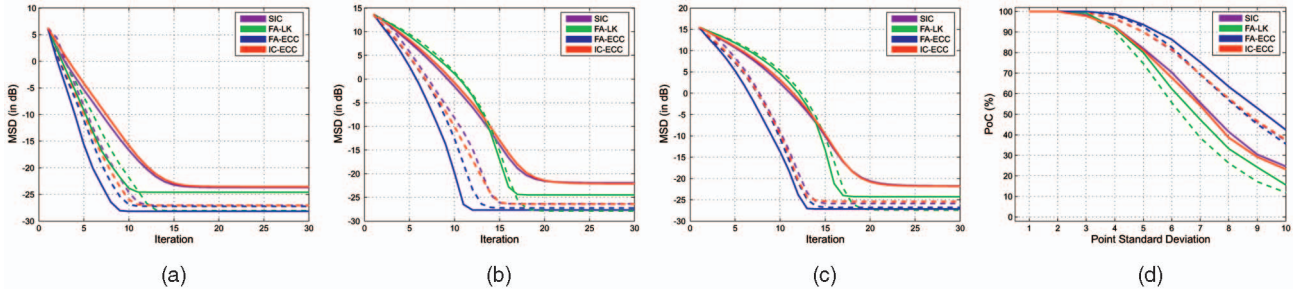 MSD (in dB)
10
5
0
-5
-10
-15
-20
-25
-30
0 5 10 15 20 25 30
Iteration
SIC
FA-LK
FA-ECC
IC-ECC
(a)
MSD (in dB)
15
10
5
0
-5
-10
-15
-20
-25
-30
0 5 10 15 20 25 30
Iteration
SIC
FA-LK
FA-ECC
IC-ECC
(b)
MSD (in dB)
20
15
10
5
0
-5
-10
-15
-20
-25
-30
0 5 10 15 20 25 30
Iteration
SIC
FA-LK
FA-ECC
IC-ECC
(c)
PoC (%)
100
90
80
70
60
50
40
30
20
10
0
1 2 3 4 5 6 7 8 9 10
Point Standard Deviation
SIC
FA-LK
FA-ECC
IC-ECC
(d)